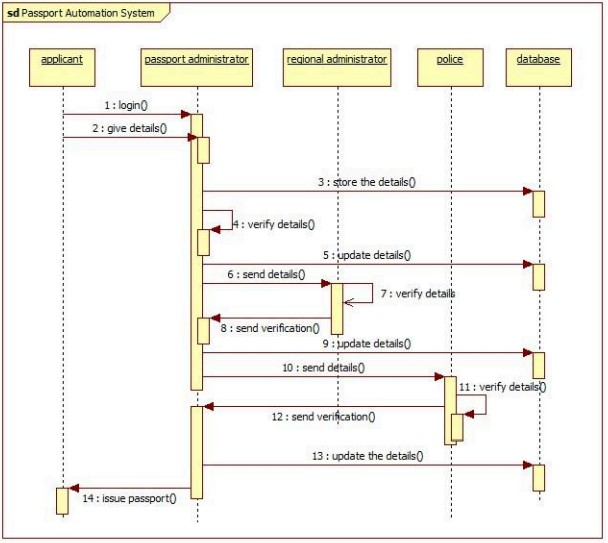 sd Passport Automation System
applicant
passport administrator
regional administrator
police
database
1 : login()
2 : give details()
3 : store the details()
4 : verify details()
5 : update details()
6 : send details()
7 : verify details
8 : send verification()
9 : update details()
10 : send details()
11 : verify details()
12 : send verification()
13 : update the details()
14 : issue passport()